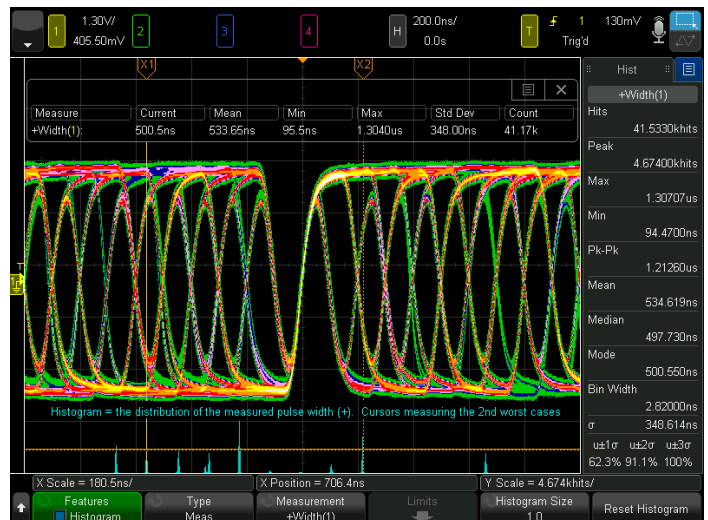 1 1.30V/ 2 3 4 H 200.0ns/ T 1 130mV
405.50mV 0.0s Trig'd
X1 X2
Hist
Measure Current Mean Min Max Std Dev Count
+Width(1): 500.5ns 533.65ns 95.5ns 1.3040us 348.00ns 41.17k
+Width(1)
Hits
41.5330khits
Peak
4.67400khits
Max
1.30707us
Min
94.4700ns
Pk-Pk
1.21260us
Mean
534.619ns
Median
497.730ns
Mode
500.550ns
Bin Width
2.82000ns
σ
348.614ns
u±1σ u±2σ u±3σ
62.3% 91.1% 100%
T
Histogram = the distribution of the measured pulse width (+). Cursors measuring the 2nd worst cases
X Scale = 180.5ns/ X Position = 706.4ns Y Scale = 4.674khits/
Features Type Measurement Limits Histogram Size Reset Histogram
Histogram Meas +Width(1) 1.0